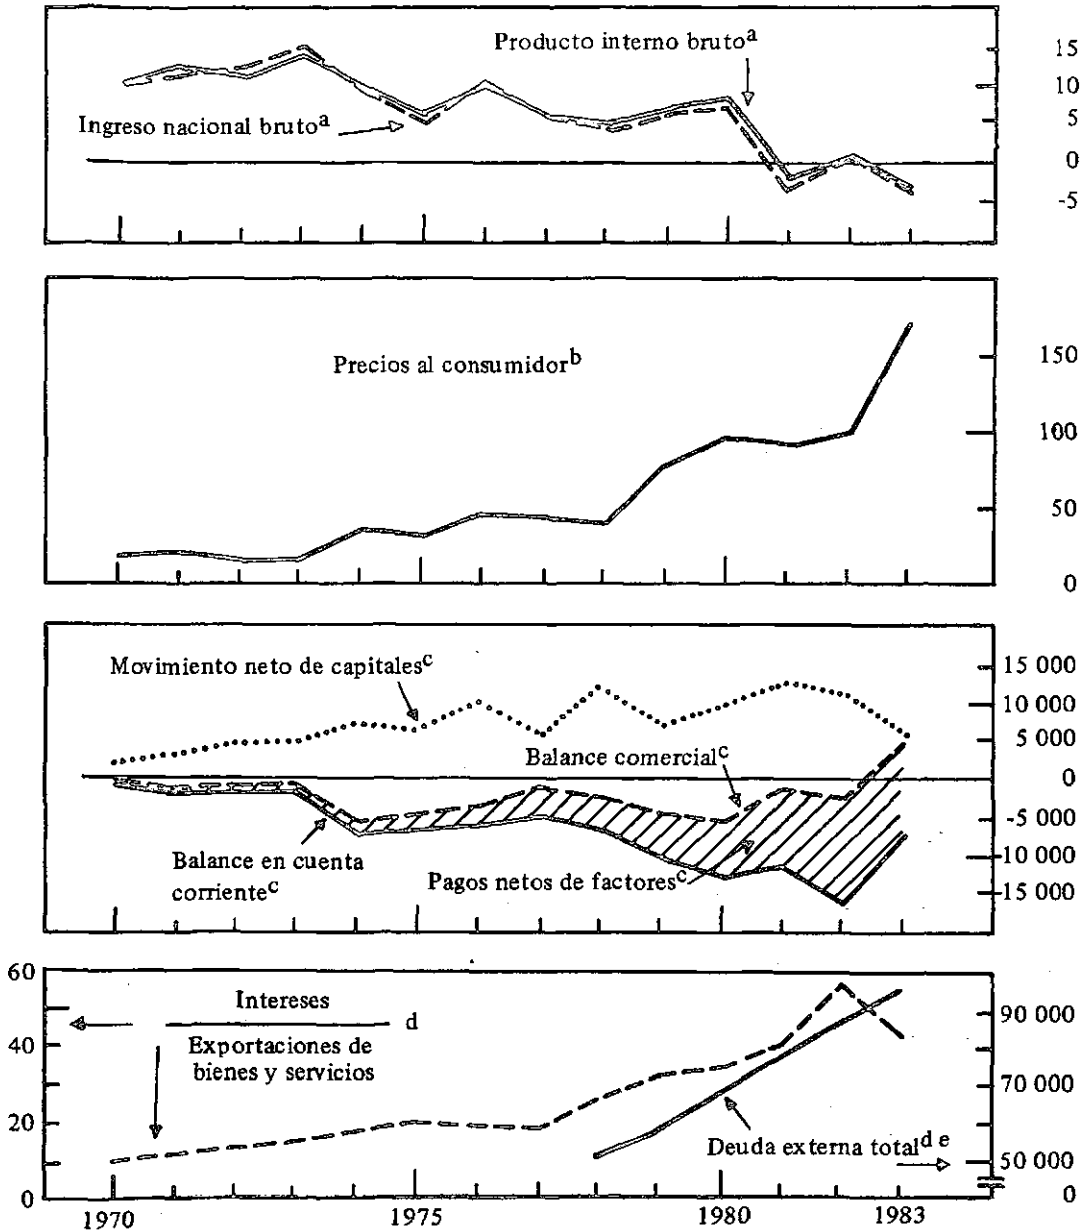 Producto interno bruto^a
Ingreso nacional bruto^a
15
10
5
0
-5
Precios al consumidor^b
150
100
50
0
Movimiento neto de capitales^c
Balance comercial^c
Balance en cuenta
corriente^c
Pagos netos de factores^c
15 000
10 000
5 000
0
-5 000
10 000
15 000
60
40
20
0
Intereses
d
Exportaciones de
bienes y servicios
Deuda externa total^d e
90 000
70 000
50 000
0
1970
1975
1980
1983